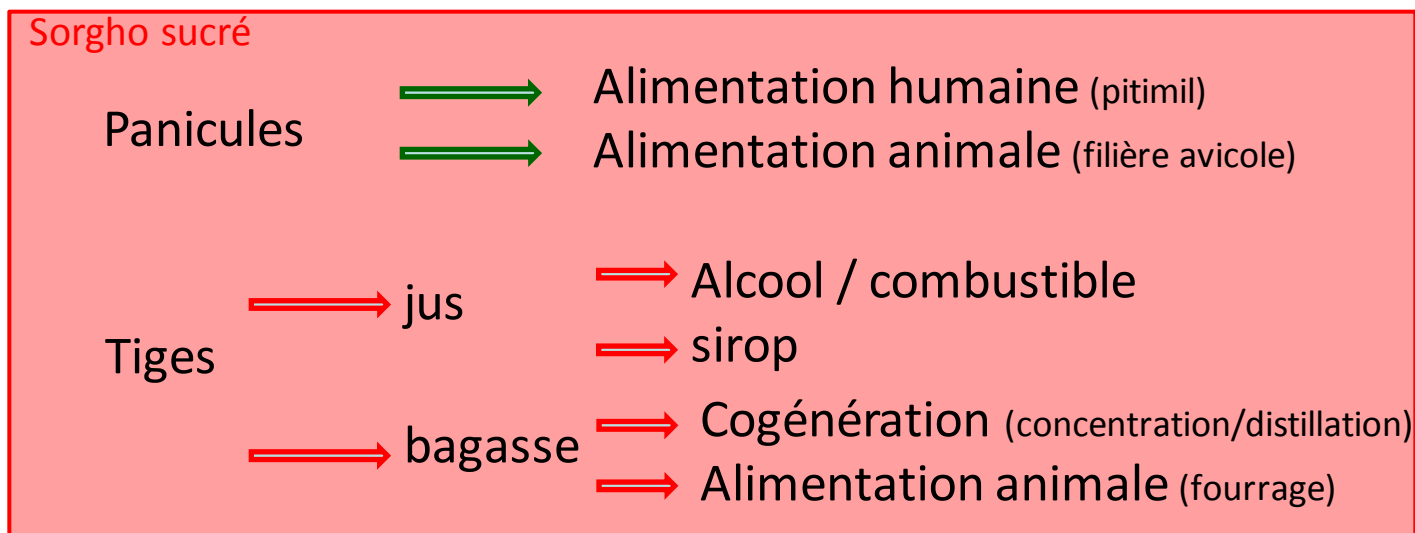 Sorgho sucré
Panicules
Alimentation humaine (pitimil)
Alimentation animale (filière avicole)
Tiges
jus
Alcool / combustible
sirop
bagasse
Cogénération (concentration/distillation)
Alimentation animale (fourrage)